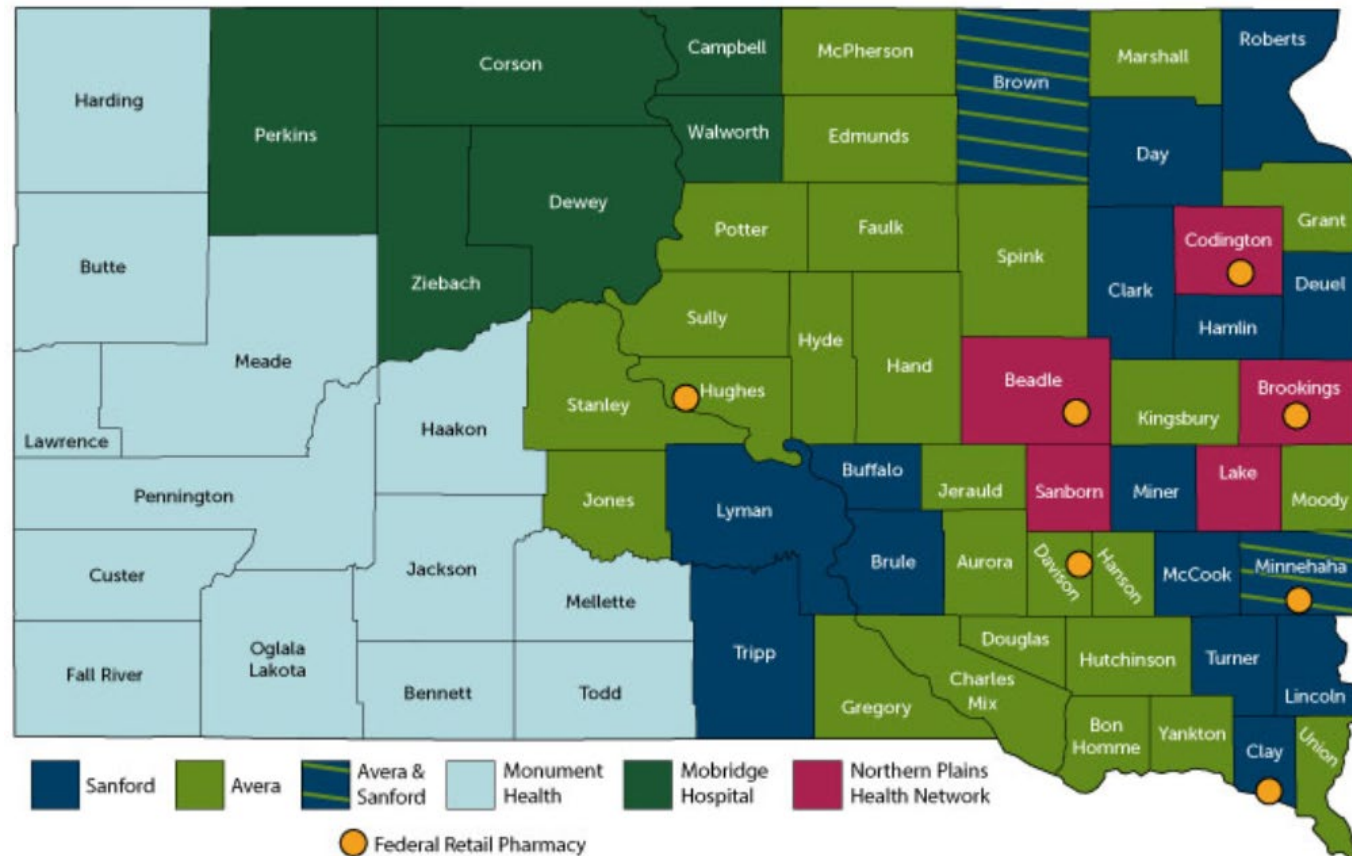 Harding
Perkins
Corson
Campbell
McPherson
Brown
Marshall
Roberts
Walworth
Edmunds
Day
Butte
Ziebach
Dewey
Potter
Faulk
Spink
Clark
Codington
Grant
Deuel
Hamlin
Meade
Sully
Hyde
Hand
Beadle
Kingsbury
Brookings
Lawrence
Haakon
Stanley
Hughes
Pennington
Jones
Lyman
Buffalo
Jerauld
Sanborn
Miner
Lake
Moody
Custer
Jackson
Mellette
Brule
Aurora
Davison
Hanson
McCook
Minnehaha
Fall River
Oglala
Lakota
Bennett
Todd
Tripp
Gregory
Charles
Mix
Douglas
Hutchinson
Turner
Lincoln
Bon
Homme
Yankton
Clay
Union
Sanford
Avera
Avera &
Sanford
Monument
Health
Mobridge
Hospital
Northern Plains
Health Network
Federal Retail Pharmacy